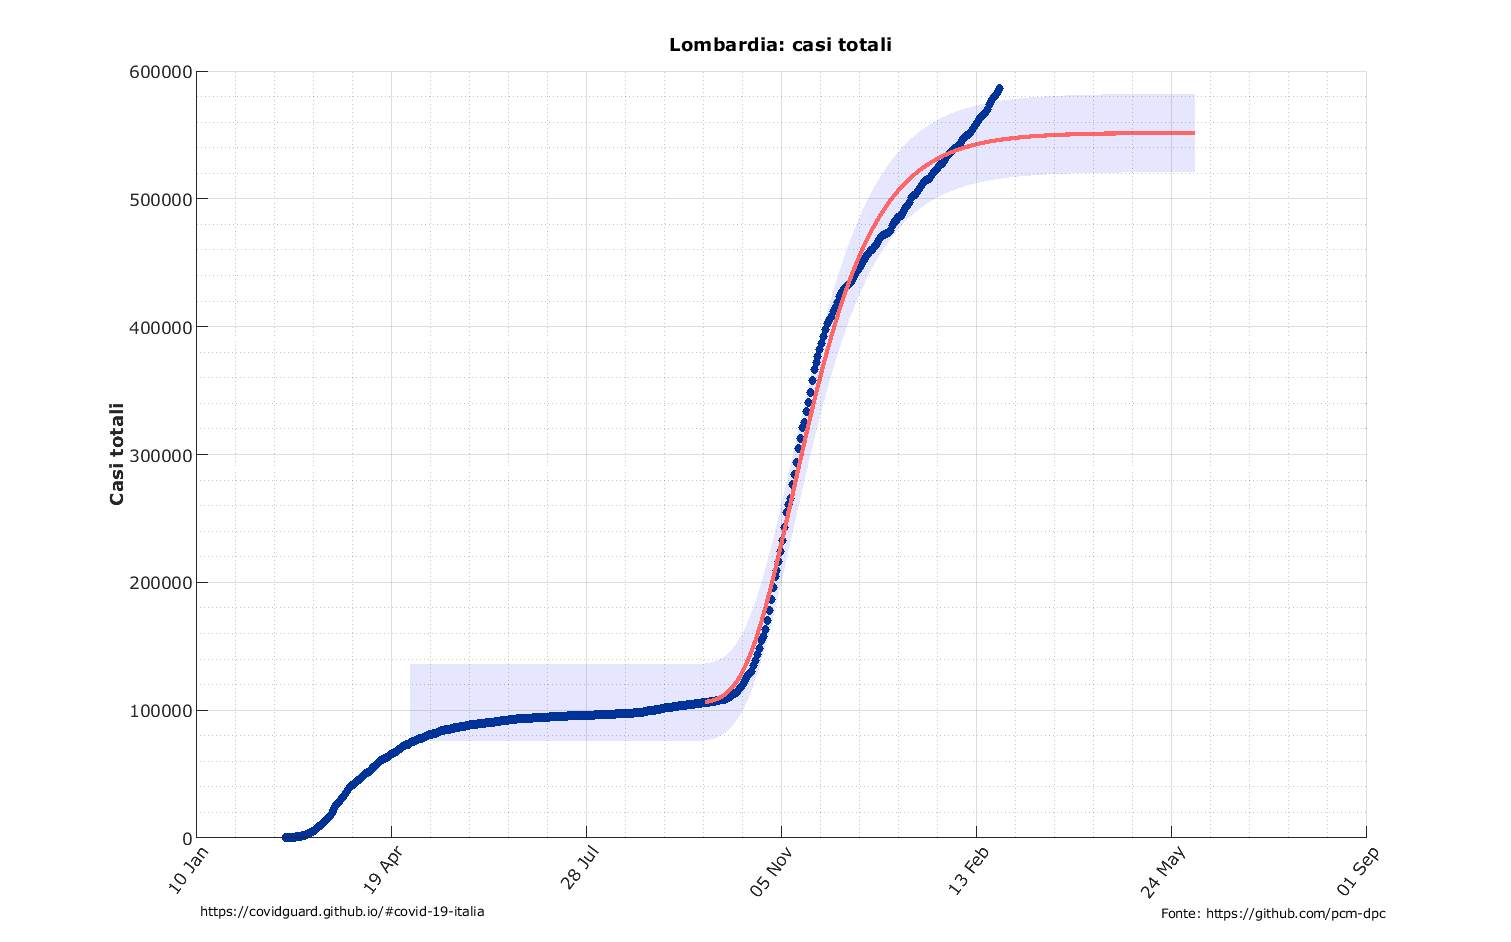 Lombardia: casi totali
600000
500000
400000
300000
200000
100000
0
Casi totali
10 Jan
19 Apr
28 Jul
05 Nov
13 Feb
24 May
01 Sep
https://covidguard.github.io/#covid-19-italia
Fonte: https://github.com/pcm-dpc